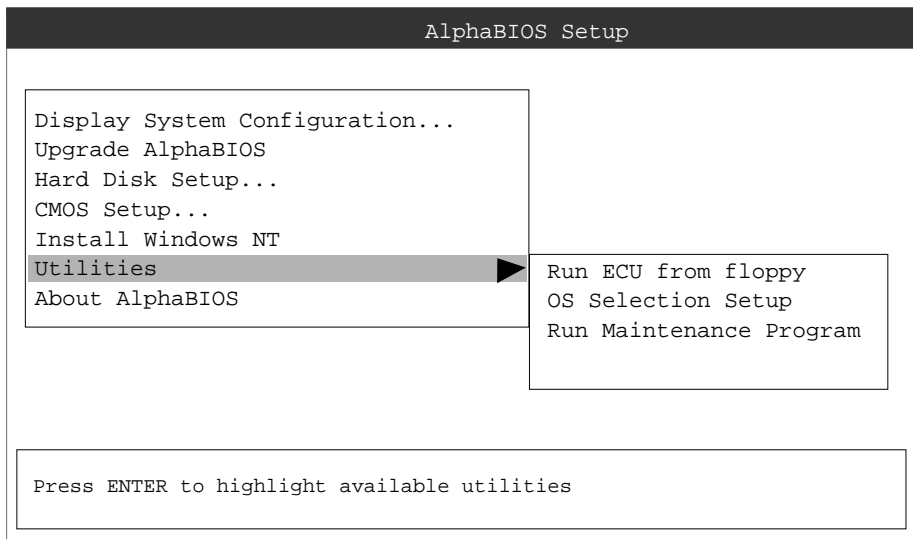 AlphaBIOS Setup
Display System Configuration...
Upgrade AlphaBIOS
Hard Disk Setup...
CMOS Setup...
Install Windows NT
Utilities
About AlphaBIOS
Run ECU from floppy
OS Selection Setup
Run Maintenance Program
Press ENTER to highlight available utilities